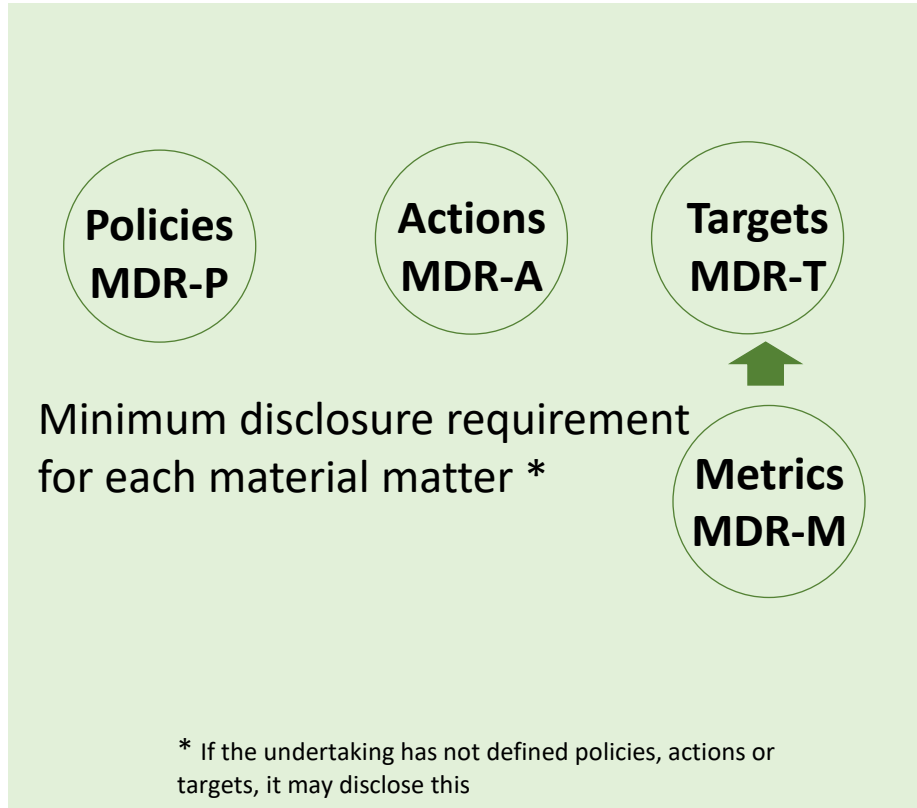 Policies
MDR-P
Actions
MDR-A
Targets
MDR-T
Minimum disclosure requirement
for each material matter *
Metrics
MDR-M
* If the undertaking has not defined policies, actions or
targets, it may disclose this